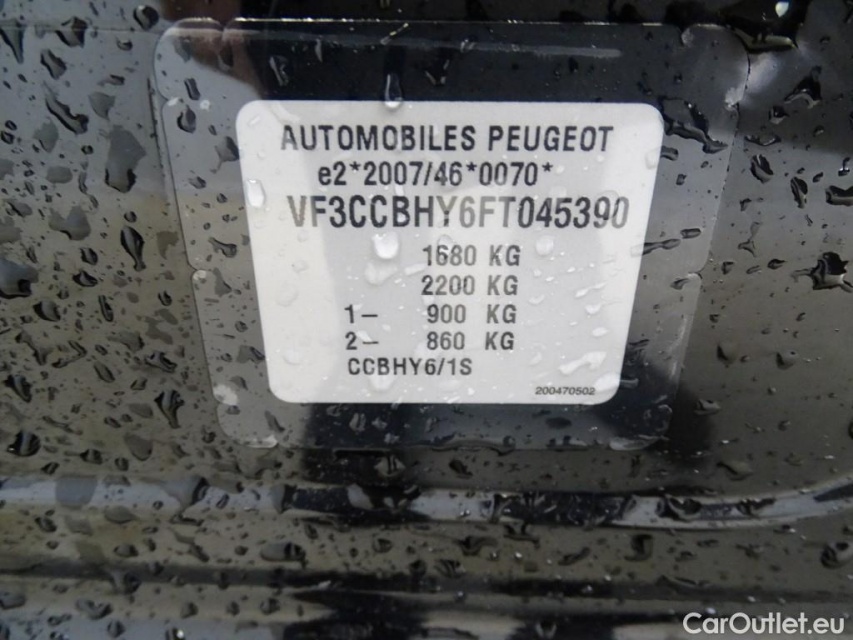 AUTOMOBILES PEUGEOT
e2*2007/46*0070*
VF3CCBHY6FT045390
1680 KG
2200 KG
1- 900 KG
2- 860 KG
CCBHY6/1S
200470502
CarOutlet.eu